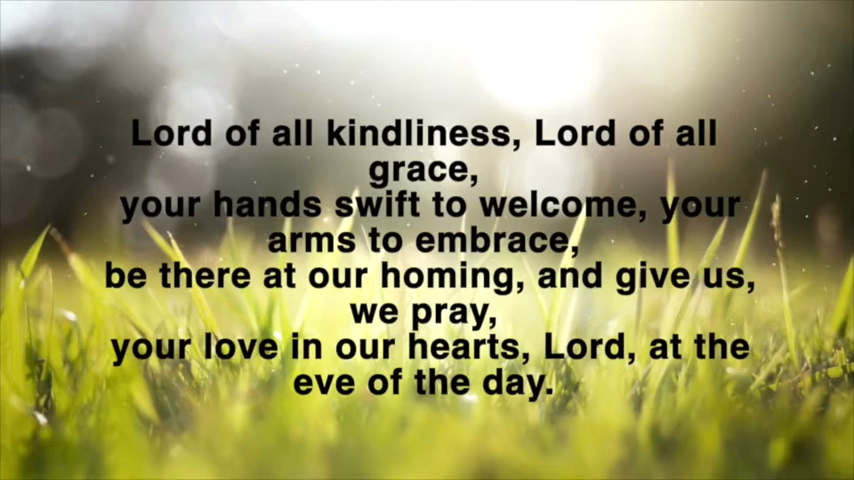 Lord of all kindliness, Lord of all
grace,
your hands swift to welcome, your
arms to embrace,
be there at our homing, and give us,
we pray,
your love in our hearts, Lord, at the
eve of the day.